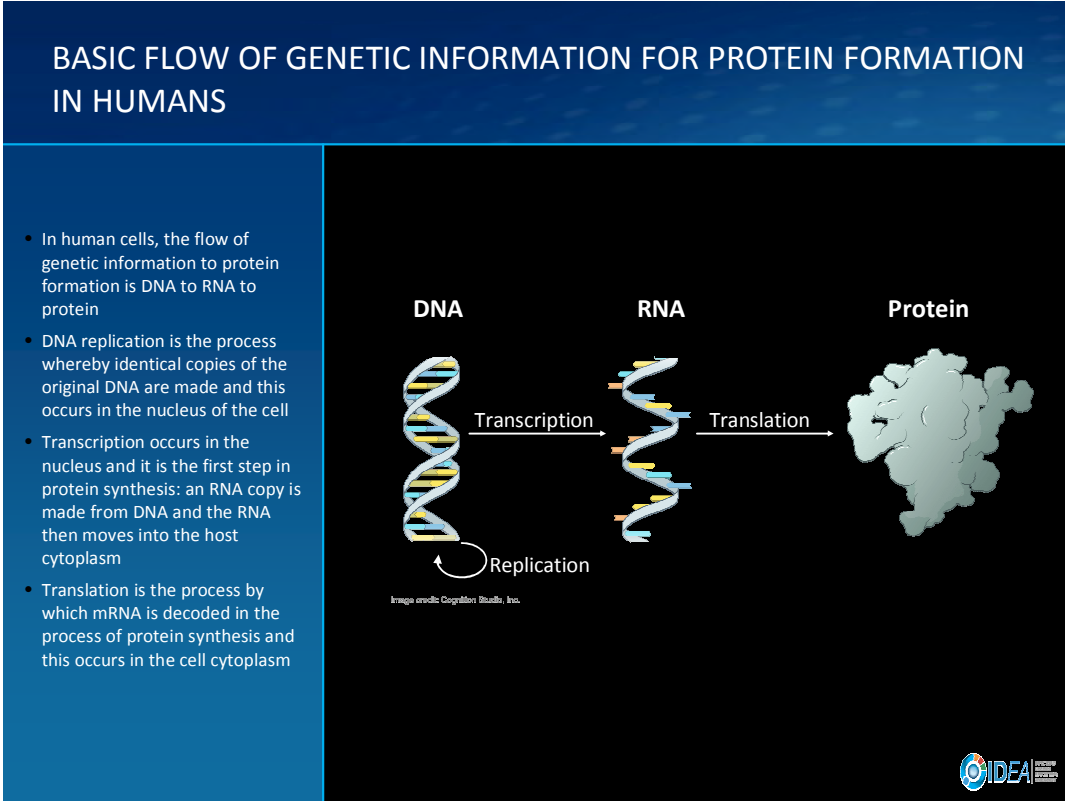 BASIC FLOW OF GENETIC INFORMATION FOR PROTEIN FORMATION
IN HUMANS
• In human cells, the flow of
genetic information to protein
formation is DNA to RNA to
protein
• DNA replication is the process
whereby identical copies of the
original DNA are made and this
occurs in the nucleus of the cell
• Transcription occurs in the
nucleus and it is the first step in
protein synthesis: an RNA copy is
made from DNA and the RNA
then moves into the host
cytoplasm
• Translation is the process by
which mRNA is decoded in the
process of protein synthesis and
this occurs in the cell cytoplasm
DNA
RNA
Protein
Transcription
Translation
Replication
Image credit: Cognition Studio, Inc.
IDEA